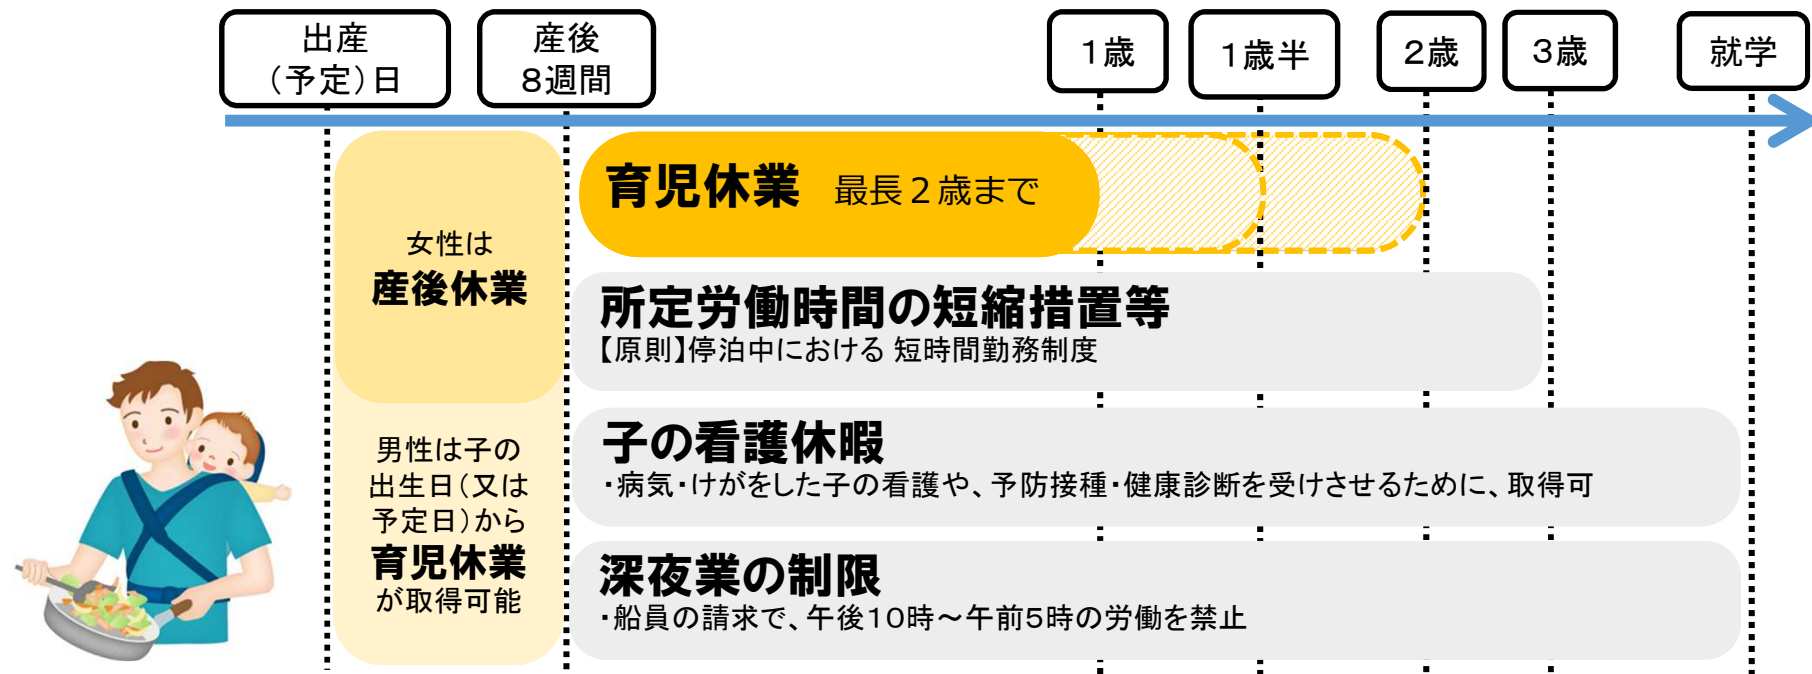 出産
(予定)日
産後
8週間
1歳
1歳半
2歳
3歳
就学
育児休業 最長2歳まで
女性は
産後休業
所定労働時間の短縮措置等
【原則】停泊中における 短時間勤務制度
男性は子の
出生日(又は
予定日)から
育児休業
が取得可能
子の看護休暇
・病気・けがをした子の看護や、予防接種・健康診断を受けさせるために、取得可
深夜業の制限
・船員の請求で、午後10時～午前5時の労働を禁止